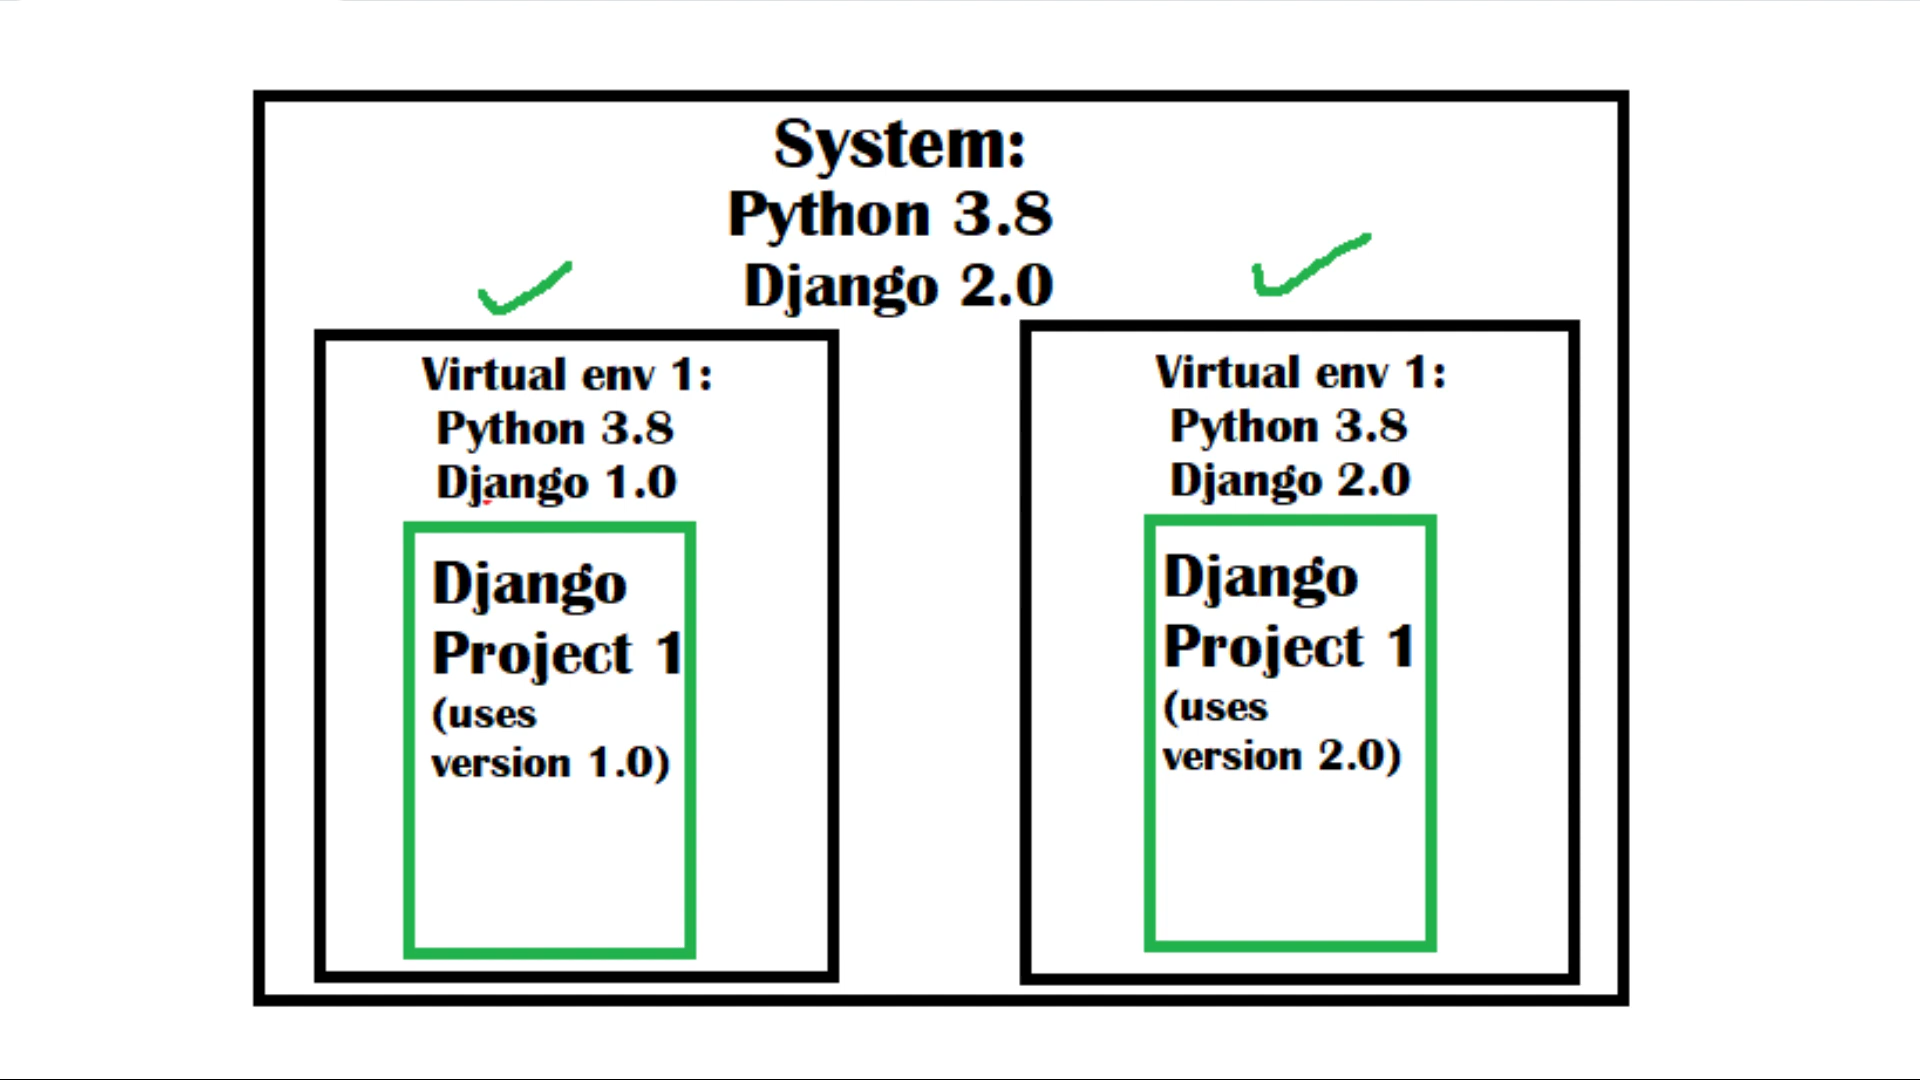 System:
Python 3.8
Django 2.0
Virtual env 1:
Python 3.8
Django 1.0
Django
Project 1
(uses
version 1.0)
Virtual env 1:
Python 3.8
Django 2.0
Django
Project 1
(uses
version 2.0)